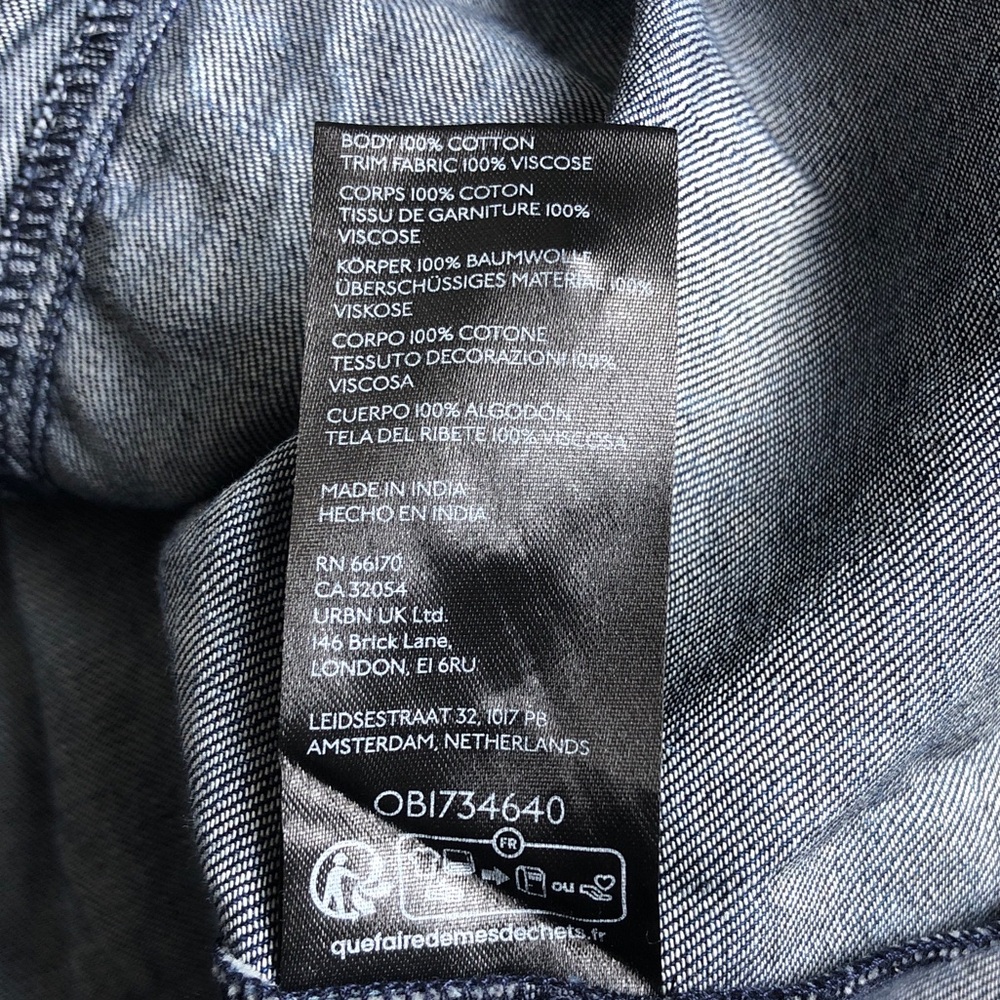 BODY 100% COTTON
TRIM FABRIC 100% VISCOSE
CORPS 100% COTON
TISSU DE GARNITURE 100%
VISCOSE
KÖRPER 100% BAUMWOLLE
ÜBERSCHÜSSIGES MATERIAL 100%
VISKOSE
CORPO 100% COTONE
TESSUTO DECORAZIONI 100%
VISCOSA
CUERPO 100% ALGODÓN
TELA DEL RIBETE 100% VISCOSA
MADE IN INDIA
HECHO EN INDIA
RN 66170
CA 32054
URBN UK Ltd.
146 Brick Lane,
LONDON, E1 6RU
LEIDSESTRAAT 32, 1017 PB
AMSTERDAM, NETHERLANDS
OB1734640
FR
ou
quefairedemesdechets.fr